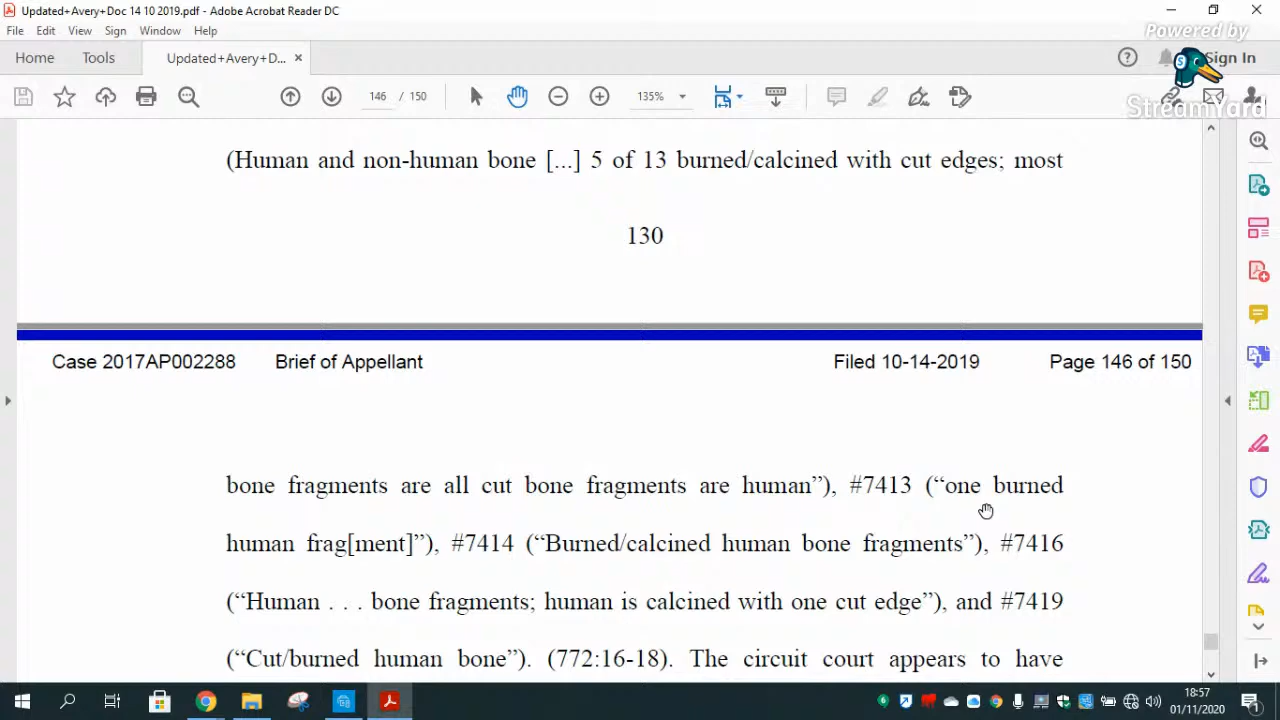 Updated+Avery+Doc 14 10 2019.pdf - Adobe Acrobat Reader DC
File Edit View Sign Window Help
Powered by
StreamYard
Home Tools Updated+Avery+D... × Sign In
146 / 150 135%
(Human and non-human bone [...] 5 of 13 burned/calcined with cut edges; most
130
Case 2017AP002288 Brief of Appellant Filed 10-14-2019 Page 146 of 150
bone fragments are all cut bone fragments are human”), #7413 (“one burned
human frag[ment]”), #7414 (“Burned/calcined human bone fragments”), #7416
(“Human . . . bone fragments; human is calcined with one cut edge”), and #7419
(“Cut/burned human bone”). (772:16-18). The circuit court appears to have
18:57
01/11/2020